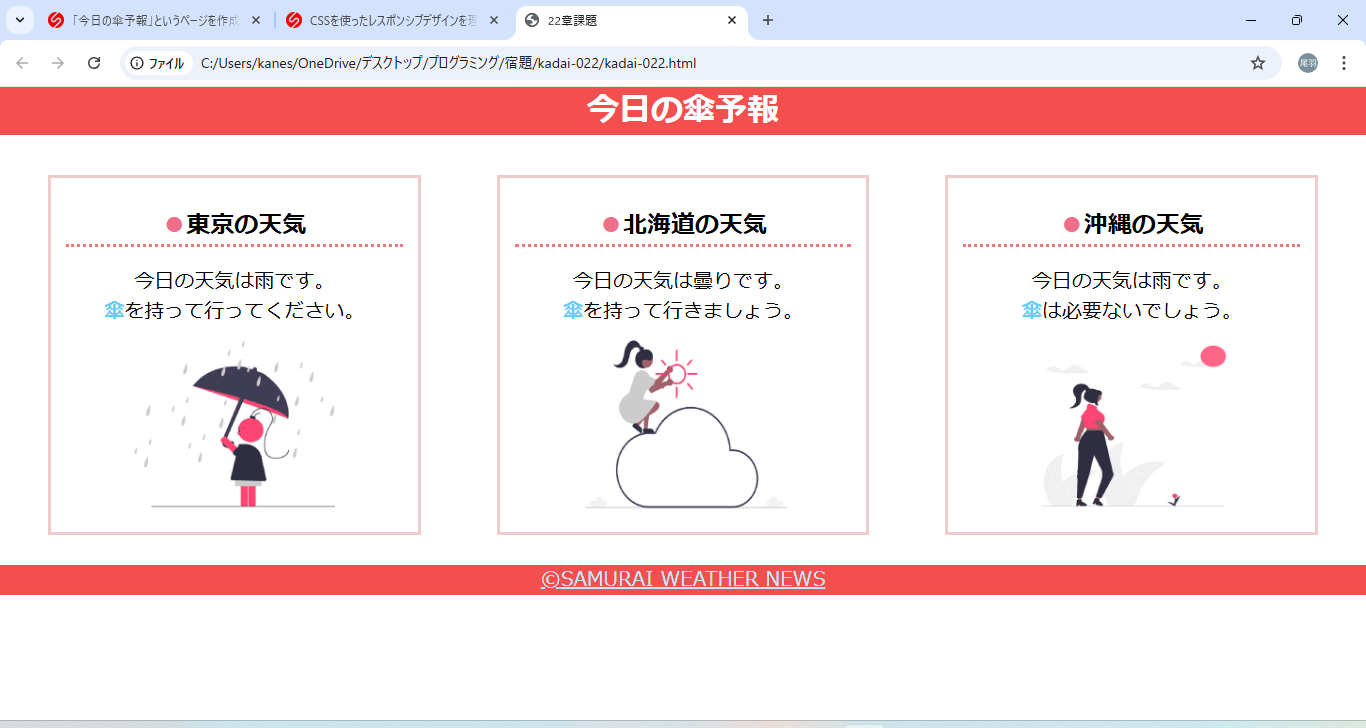 「今日の傘予報」というページを作成
CSSを使ったレスポンシブデザインを理
22章課題
ファイル
C:/Users/kanes/OneDrive/デスクトップ/プログラミング/宿題/kadai-022/kadai-022.html
尾羽
今日の傘予報
●東京の天気
今日の天気は雨です。
傘を持って行ってください。
●北海道の天気
今日の天気は曇りです。
傘を持って行きましょう。
●沖縄の天気
今日の天気は雨です。
傘は必要ないでしょう。
©SAMURAI WEATHER NEWS